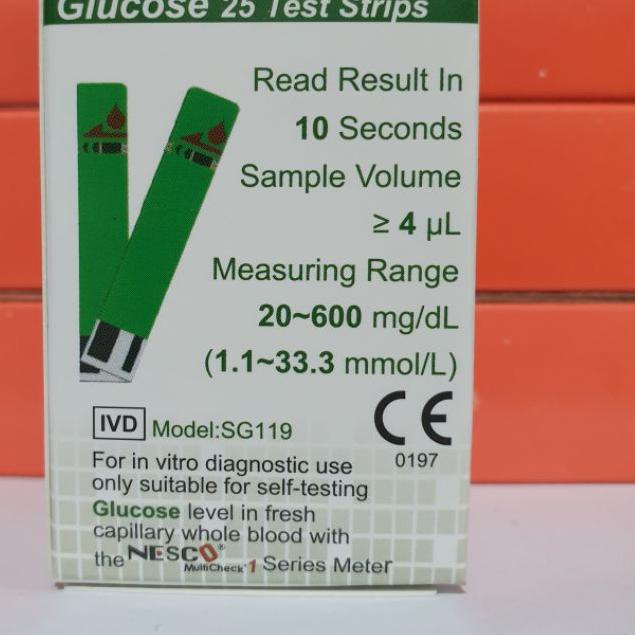 Glucose 25 Test Strips
Read Result In
10 Seconds
Sample Volume
≥ 4 µL
Measuring Range
20~600 mg/dL
(1.1~33.3 mmol/L)
CE
IVD Model:SG119
0197
For in vitro diagnostic use
only suitable for self-testing
Glucose level in fresh
capillary whole blood with
the NESCO® MultiCheck°1 Series Meter